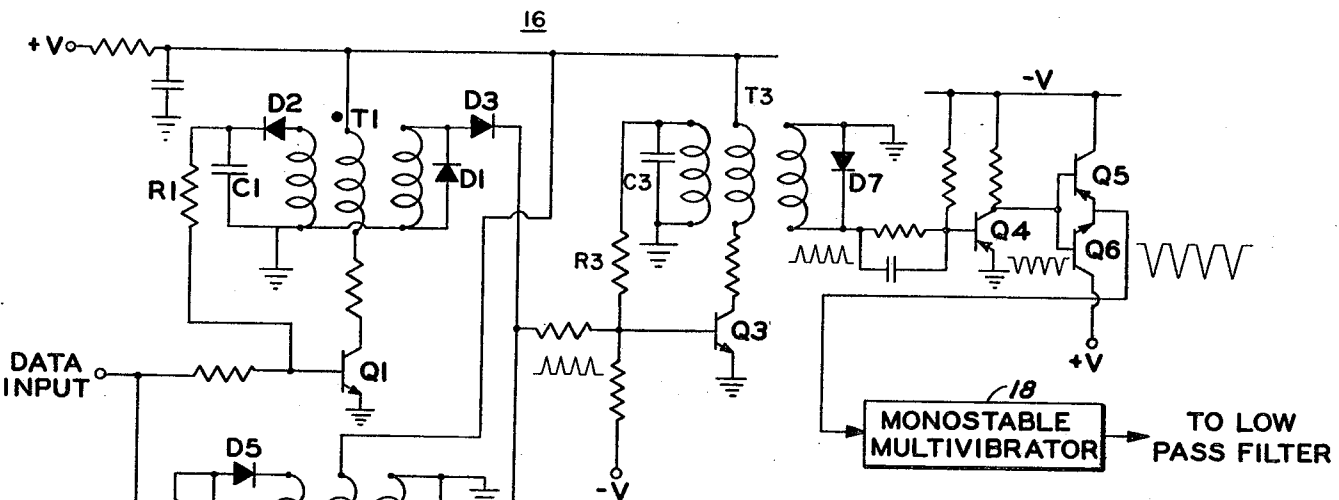 16
+V
D2
T1
D3
T3
-V
R1
C1
D1
C3
D7
Q5
R3
Q4
Q6
Q1
Q3
DATA
INPUT
+V
18
MONOSTABLE
MULTIVIBRATOR
TO LOW
PASS FILTER
D5
-V